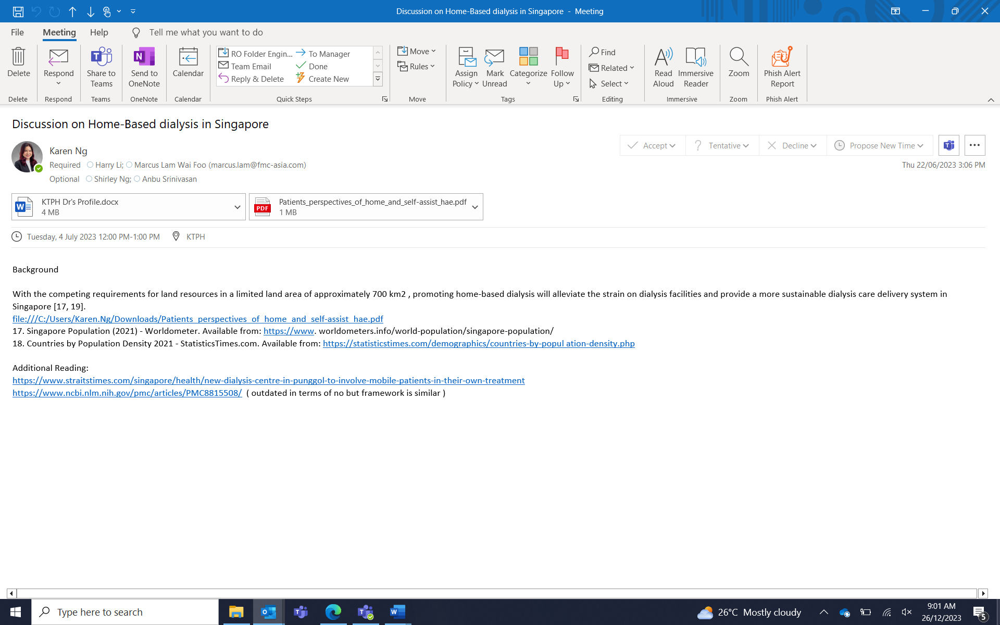 Discussion on Home-Based dialysis in Singapore - Meeting
File Meeting Help Tell me what you want to do
Delete
Respond
Share to Teams
Send to OneNote
Calendar
RO Folder Engin...
To Manager
Team Email
Done
Reply & Delete
Create New
Move
Rules
Assign Policy
Mark Unread
Categorize
Follow Up
Find
Related
Select
Read Aloud
Immersive Reader
Zoom
Phish Alert Report
Delete Respond Teams OneNote Calendar Quick Steps Move Tags Editing Immersive Zoom Phish Alert
Discussion on Home-Based dialysis in Singapore
Karen Ng
Accept Tentative Decline Propose New Time
Required Harry Li; Marcus Lam Wai Foo (marcus.lam@fmc-asia.com)
Thu 22/06/2023 3:06 PM
Optional Shirley Ng; Anbu Srinivasan
KTPH Dr's Profile.docx
4 MB
PDF
Patients_perspectives_of_home_and_self-assist_hae.pdf
1 MB
Tuesday, 4 July 2023 12:00 PM-1:00 PM KTPH
Background
With the competing requirements for land resources in a limited land area of approximately 700 km2 , promoting home-based dialysis will alleviate the strain on dialysis facilities and provide a more sustainable dialysis care delivery system in
Singapore [17, 19].
file:///C:/Users/Karen.Ng/Downloads/Patients_perspectives_of_home_and_self-assist_hae.pdf
17. Singapore Population (2021) - Worldometer. Available from: https://www. worldometers.info/world-population/singapore-population/
18. Countries by Population Density 2021 - StatisticsTimes.com. Available from: https://statisticstimes.com/demographics/countries-by-popul ation-density.php
Additional Reading:
https://www.straitstimes.com/singapore/health/new-dialysis-centre-in-punggol-to-involve-mobile-patients-in-their-own-treatment
https://www.ncbi.nlm.nih.gov/pmc/articles/PMC8815508/ ( outdated in terms of no but framework is similar )
Type here to search
26°C Mostly cloudy
9:01 AM
26/12/2023
5